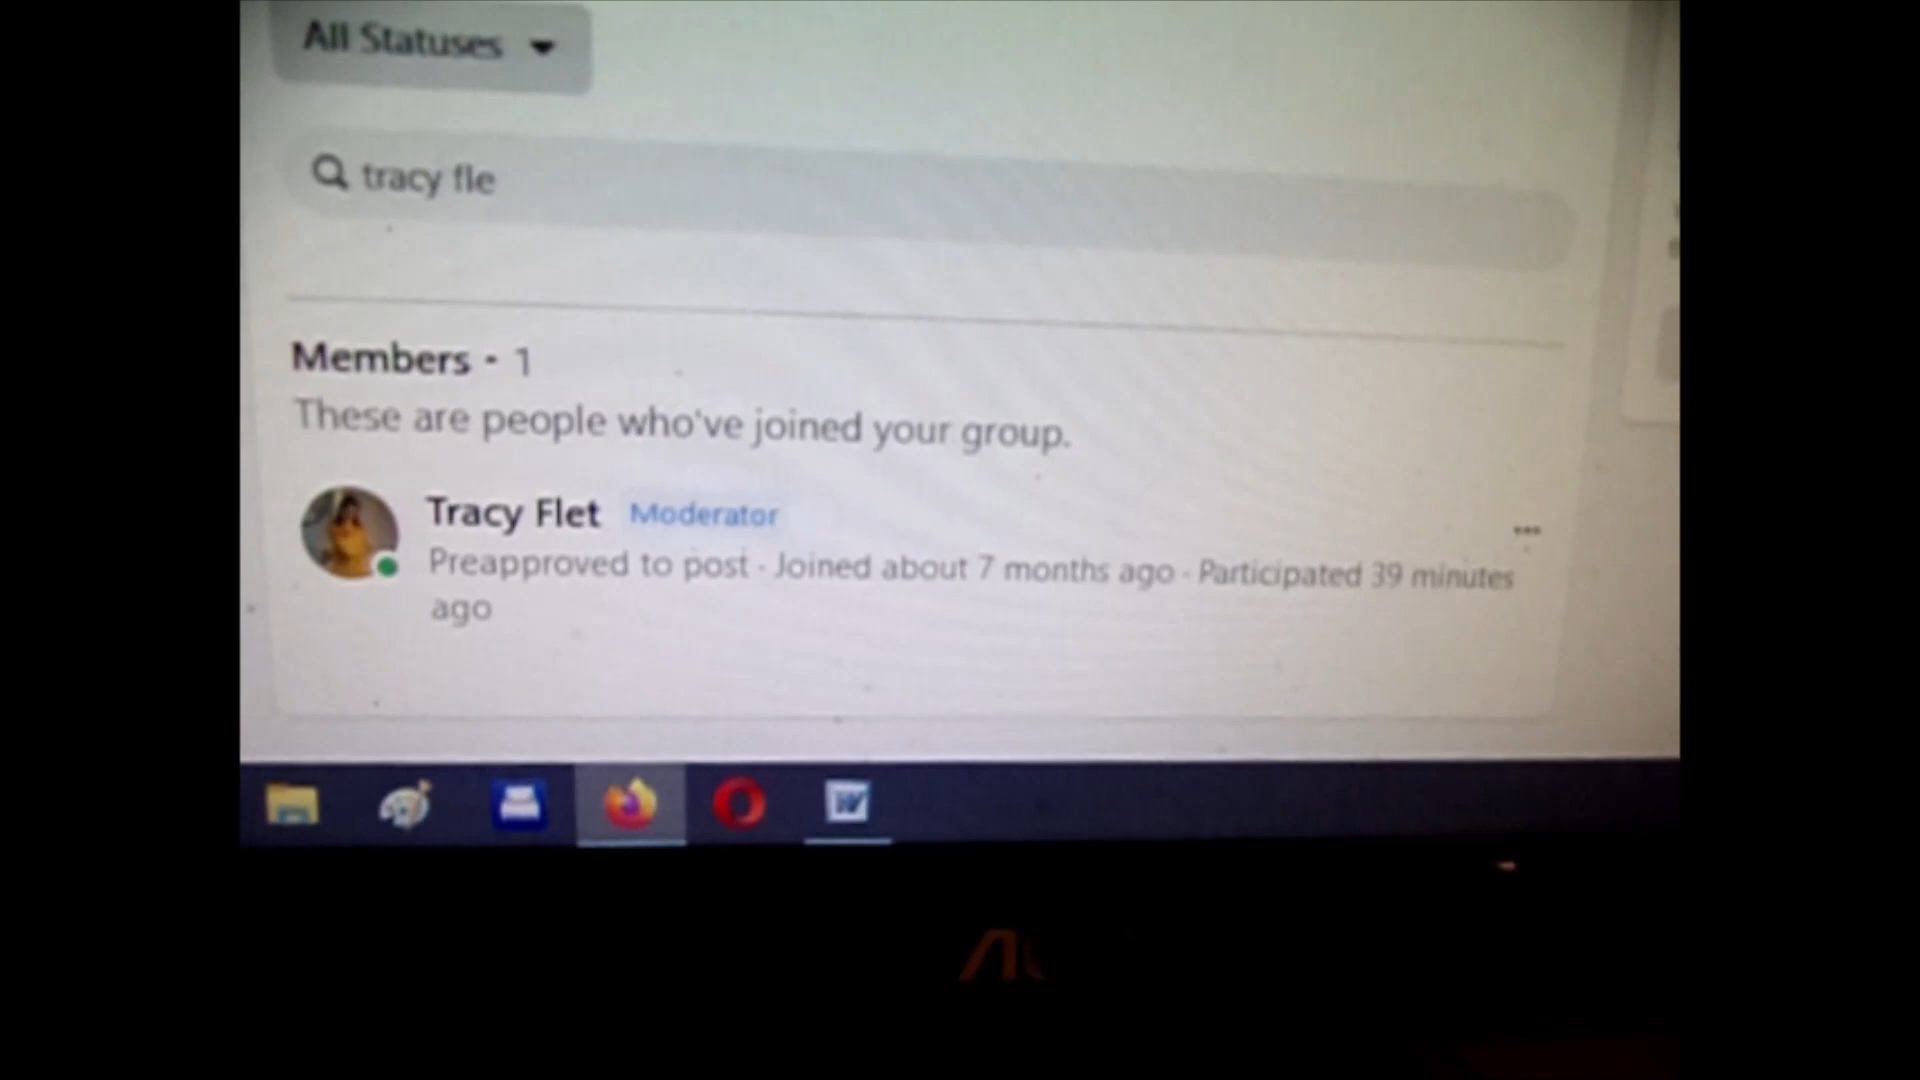 All Statuses
tracy fle
Members · 1
These are people who've joined your group.
Tracy Flet Moderator
Preapproved to post · Joined about 7 months ago · Participated 39 minutes
ago